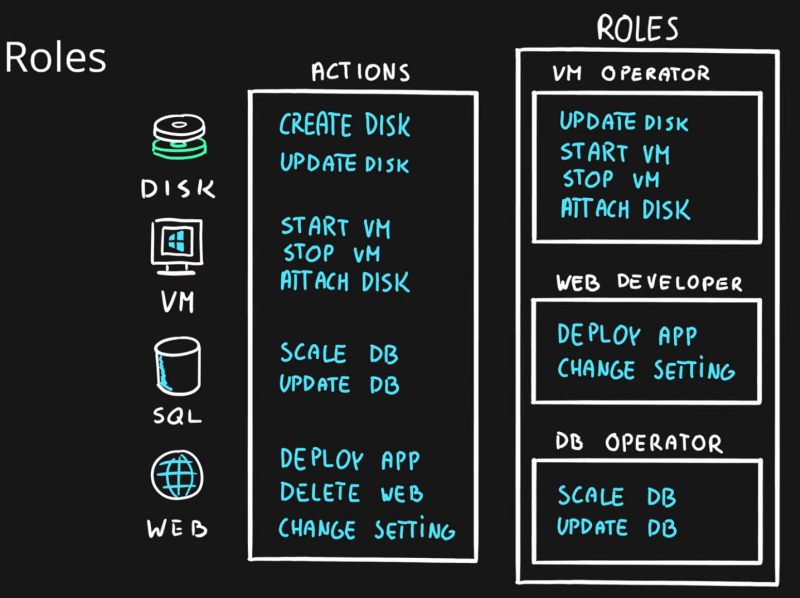 Roles
ACTIONS
DISK
CREATE DISK
UPDATE DISK
VM
START VM
STOP VM
ATTACH DISK
SQL
SCALE DB
UPDATE DB
WEB
DEPLOY APP
DELETE WEB
CHANGE SETTING
ROLES
VM OPERATOR
UPDATE DISK
START VM
STOP VM
ATTACH DISK
WEB DEVELOPER
DEPLOY APP
CHANGE SETTING
DB OPERATOR
SCALE DB
UPDATE DB